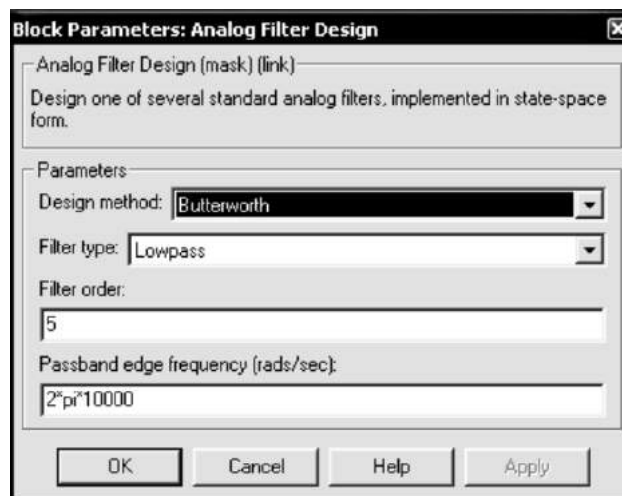 Block Parameters: Analog Filter Design
Analog Filter Design (mask) (link)
Design one of several standard analog filters, implemented in state-space
form.
Parameters
Design method: Butterworth
Filter type: Lowpass
Filter order:
5
Passband edge frequency (rads/sec):
2*pi*10000
OK Cancel Help Apply